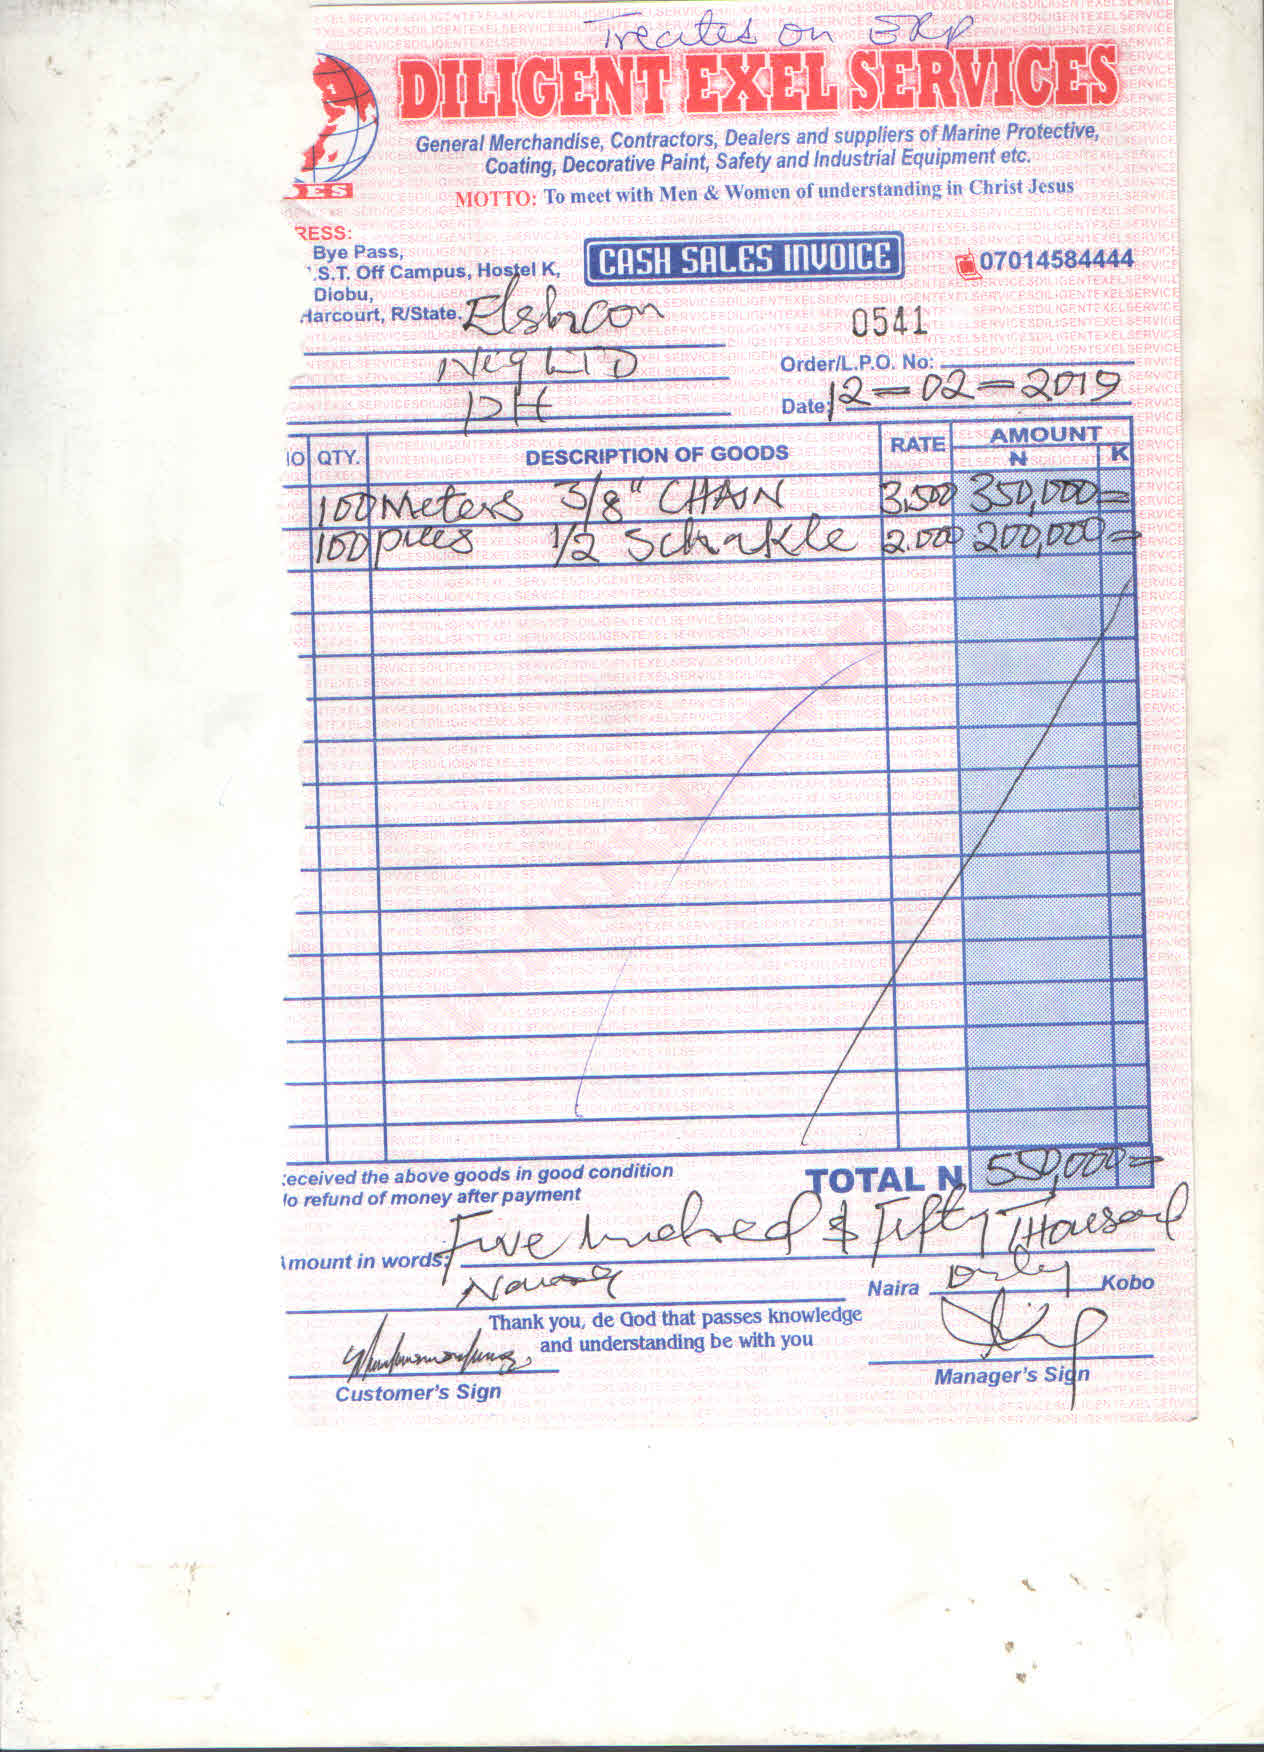 Treates on ERP
DILIGENT EXEL SERVICES
General Merchandise, Contractors, Dealers and suppliers of Marine Protective,
Coating, Decorative Paint, Safety and Industrial Equipment etc.
MOTTO: To meet with Men & Women of understanding in Christ Jesus
DES
RESS:
Bye Pass,
.S.T. Off Campus, Hostel K,
Diobu,
Harcourt, R/State.
CASH SALES INVOICE
07014584444
Elshcon
Nig LTD
PH
0541
Order/L.P.O. No:
Date: 12-02-2019
IO QTY. DESCRIPTION OF GOODS RATE AMOUNT
N K
100 Meters 3/8" CHAIN 3,500 350,000=
100 pces 1/2 Schakle 2.000 200,000=
eceived the above goods in good condition
lo refund of money after payment
TOTAL N 550,000=
Amount in words: Five hundred & Fifty Thousand
Naira Naira Only Kobo
Thank you, de God that passes knowledge
and understanding be with you
Customer's Sign
Manager's Sign